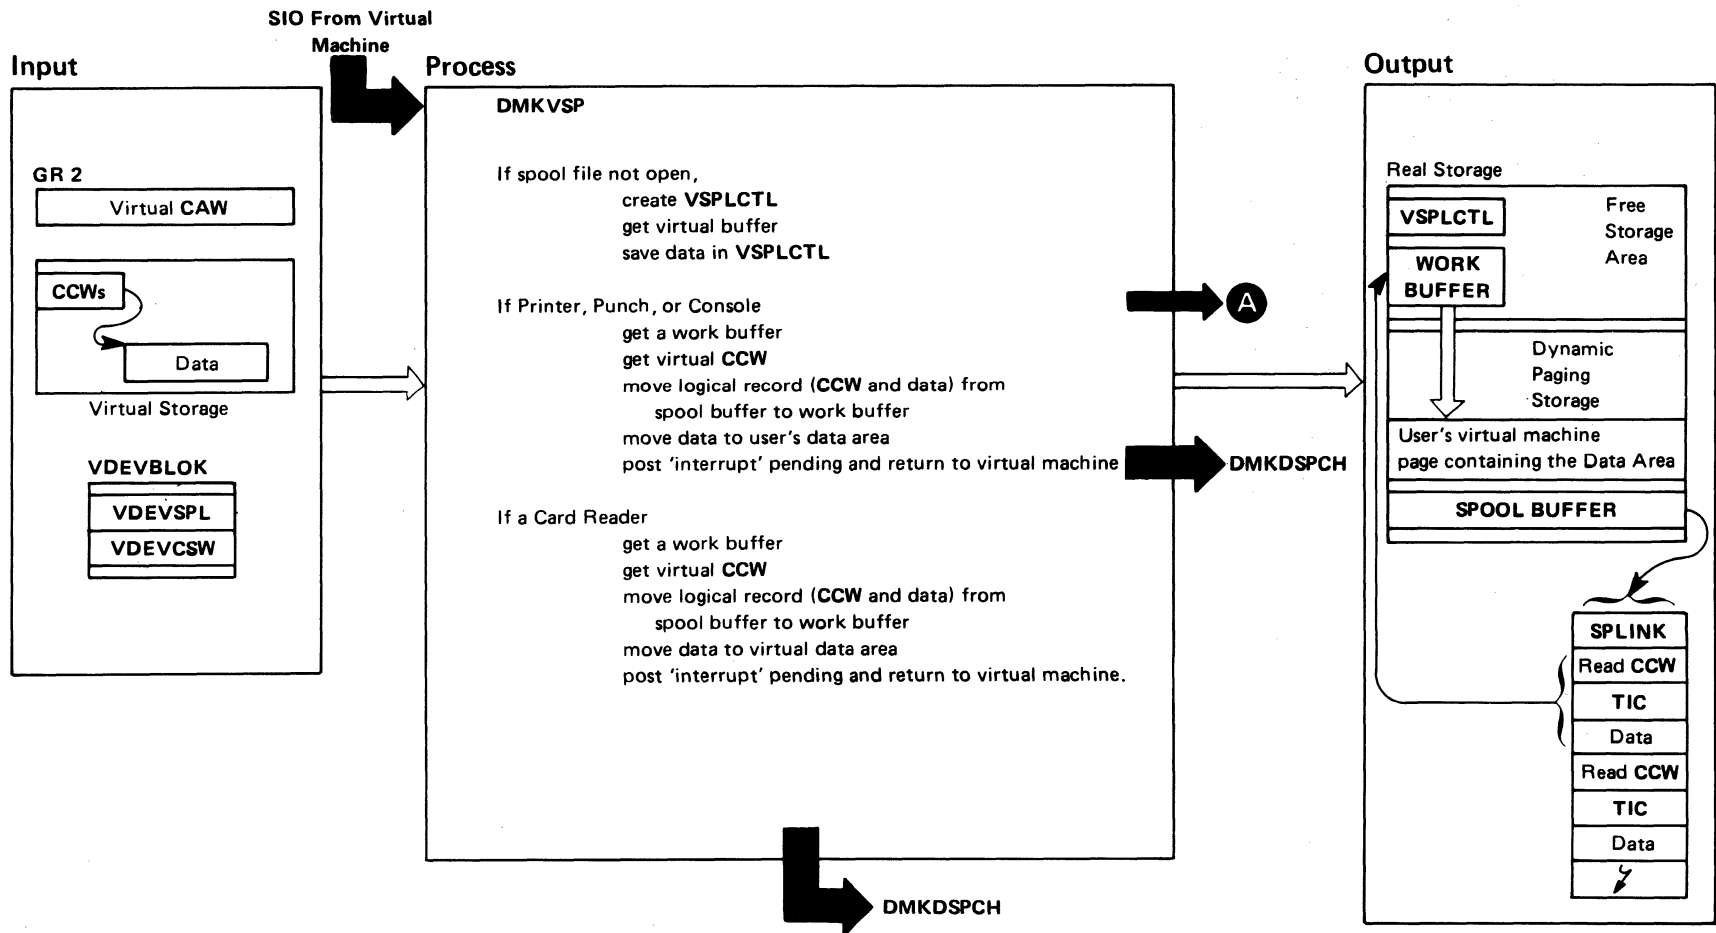 SIO From Virtual
Machine
Input
GR 2
Virtual CAW
CCWs
Data
Virtual Storage
VDEVBLOK
VDEVSPL
VDEVCSW
Process
DMKVSP
If spool file not open,
create VSPLCTL
get virtual buffer
save data in VSPLCTL
If Printer, Punch, or Console
get a work buffer
get virtual CCW
move logical record (CCW and data) from
spool buffer to work buffer
move data to user's data area
post 'interrupt' pending and return to virtual machine
If a Card Reader
get a work buffer
get virtual CCW
move logical record (CCW and data) from
spool buffer to work buffer
move data to virtual data area
post 'interrupt' pending and return to virtual machine.
A
DMKDSPCH
DMKDSPCH
Output
Real Storage
VSPLCTL
Free
Storage
Area
WORK
BUFFER
Dynamic
Paging
Storage
User's virtual machine
page containing the Data Area
SPOOL BUFFER
SPLINK
Read CCW
TIC
Data
Read CCW
TIC
Data